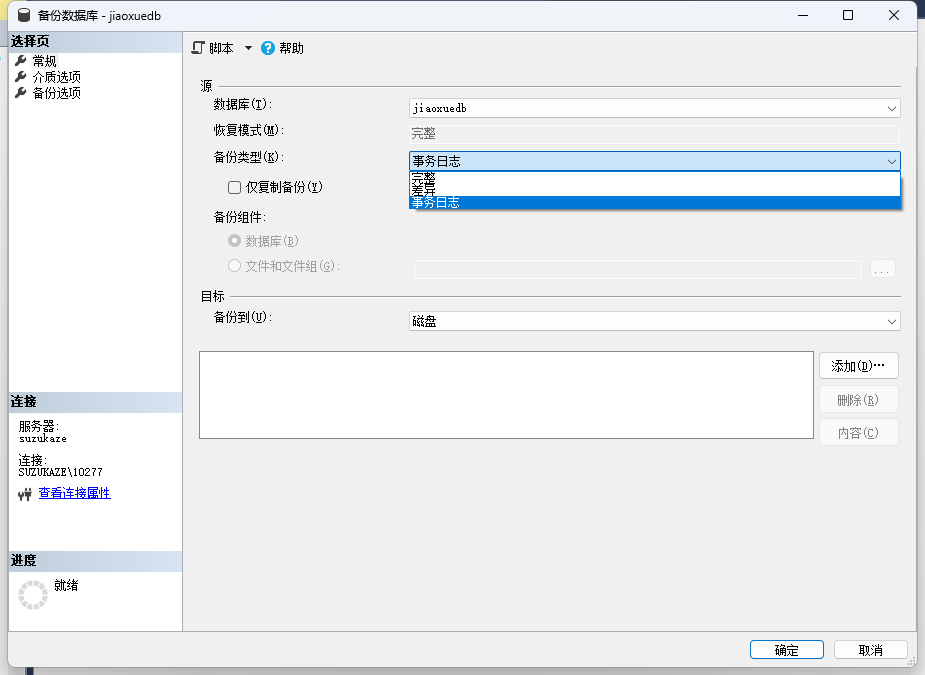 备份数据库 - jiaoxuedb
选择页
常规
介质选项
备份选项
脚本
帮助
源
数据库(T):
jiaoxuedb
恢复模式(M):
完整
备份类型(K):
事务日志
完整
差异
事务日志
仅复制备份(Y)
备份组件:
数据库(B)
文件和文件组(G):
...
目标
备份到(U):
磁盘
添加(D)...
删除(R)
内容(C)
连接
服务器:
suzukaze
连接:
SUZUKAZE\10277
查看连接属性
进度
就绪
确定
取消